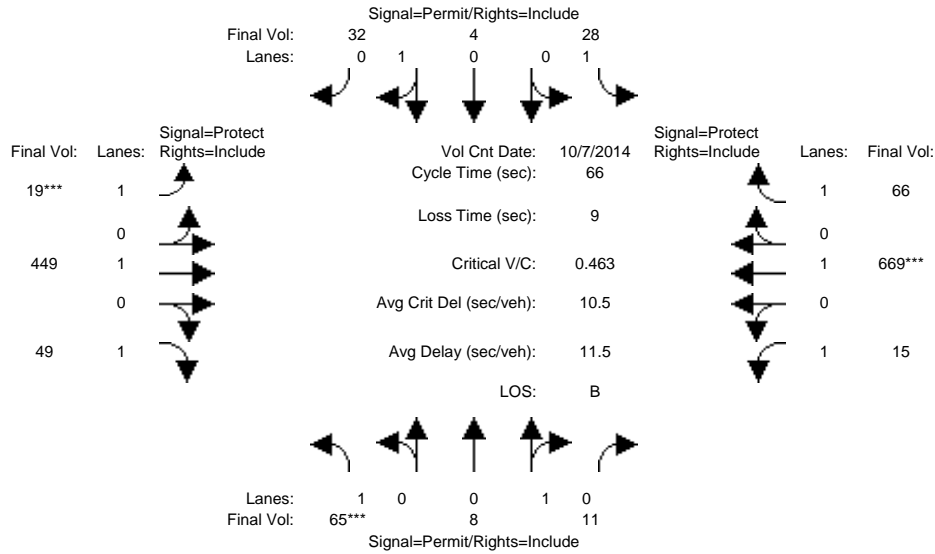 Signal=Permit/Rights=Include
Final Vol: 32 4 28
Lanes: 0 1 0 0 1
Signal=Protect
Final Vol: Lanes: Rights=Include
Vol Cnt Date: 10/7/2014
Signal=Protect
Rights=Include Lanes: Final Vol:
Cycle Time (sec): 66
19*** 1
1 66
Loss Time (sec): 9
0
0
449 1
Critical V/C: 0.463
1 669***
0
Avg Crit Del (sec/veh): 10.5
0
49 1
Avg Delay (sec/veh): 11.5
1 15
LOS: B
Lanes: 1 0 0 1 0
Final Vol: 65*** 8 11
Signal=Permit/Rights=Include